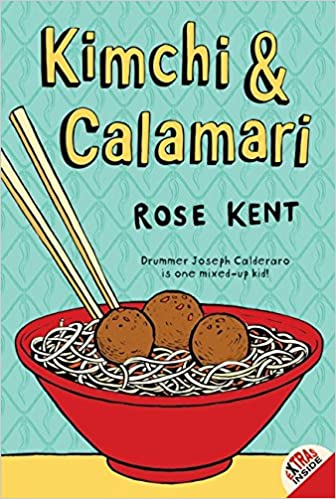 Kimchi &
Calamari
ROSE KENT
Drummer Joseph Calderaro
is one mixed-up kid!
EXTRAS
INSIDE